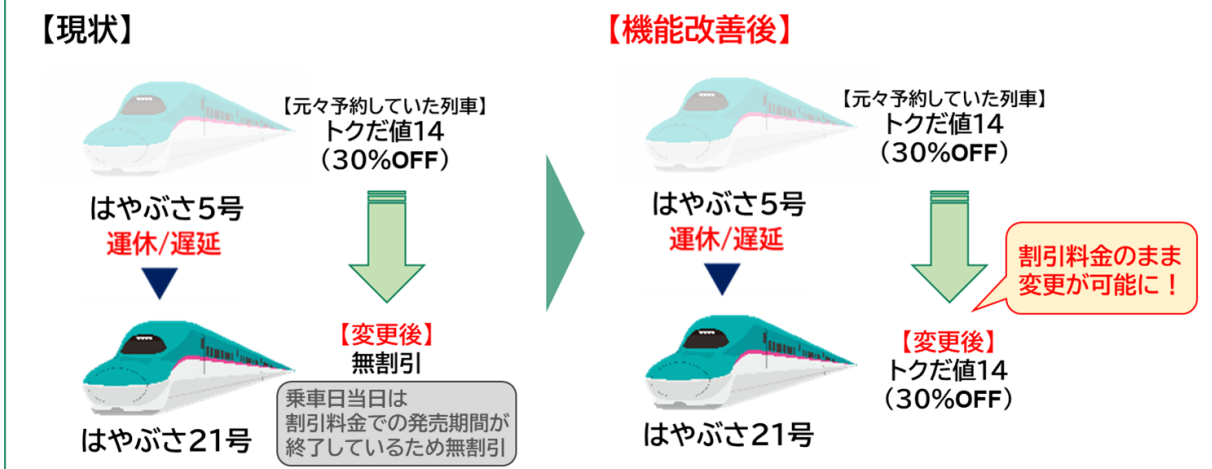 【現状】
【元々予約していた列車】
トクだ値14
（30%OFF）
はやぶさ5号
運休/遅延
【変更後】
無割引
乗車日当日は
割引料金での発売期間が
終了しているため無割引
はやぶさ21号
【機能改善後】
【元々予約していた列車】
トクだ値14
（30%OFF）
はやぶさ5号
運休/遅延
割引料金のまま
変更が可能に！
【変更後】
トクだ値14
（30%OFF）
はやぶさ21号